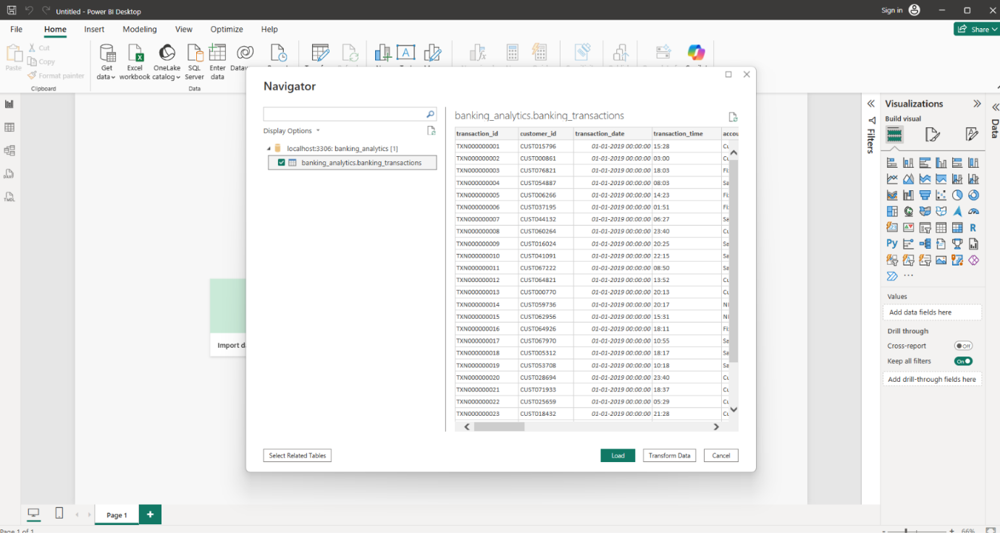 Untitled - Power BI Desktop
Sign in
File Home Insert Modeling View Optimize Help
Share
Paste
Cut
Copy
Format painter
Clipboard
Get data
Excel workbook
OneLake catalog
SQL Server
Enter data
Data
Navigator
Display Options
localhost:3306: banking_analytics [1]
banking_analytics.banking_transactions
banking_analytics.banking_transactions
transaction_id customer_id transaction_date transaction_time accou
TXN000000001 CUST015796 01-01-2019 00:00:00 15:28 Cu
TXN000000002 CUST000861 01-01-2019 00:00:00 03:00 Cu
TXN000000003 CUST076821 01-01-2019 00:00:00 18:03 Fi
TXN000000004 CUST054887 01-01-2019 00:00:00 08:03 Sa
TXN000000005 CUST006266 01-01-2019 00:00:00 14:23 Fi
TXN000000006 CUST037195 01-01-2019 00:00:00 01:51 Fi
TXN000000007 CUST044132 01-01-2019 00:00:00 06:27 Sa
TXN000000008 CUST060264 01-01-2019 00:00:00 23:40 Cu
TXN000000009 CUST016024 01-01-2019 00:00:00 20:25 Sa
TXN000000010 CUST041091 01-01-2019 00:00:00 22:15 Sa
TXN000000011 CUST067222 01-01-2019 00:00:00 08:50 Sa
TXN000000012 CUST064821 01-01-2019 00:00:00 13:52 Cu
TXN000000013 CUST000770 01-01-2019 00:00:00 20:13 Cu
TXN000000014 CUST059736 01-01-2019 00:00:00 20:17 NI
TXN000000015 CUST062956 01-01-2019 00:00:00 15:31 NI
TXN000000016 CUST064926 01-01-2019 00:00:00 18:11 Fi
TXN000000017 CUST067970 01-01-2019 00:00:00 10:55 Sa
TXN000000018 CUST005312 01-01-2019 00:00:00 18:17 Sa
TXN000000019 CUST053708 01-01-2019 00:00:00 10:18 Sa
TXN000000020 CUST028694 01-01-2019 00:00:00 23:40 Cu
TXN000000021 CUST071933 01-01-2019 00:00:00 18:37 Cu
TXN000000022 CUST025659 01-01-2019 00:00:00 05:29 Cu
TXN000000023 CUST018432 01-01-2019 00:00:00 21:28 Cu
Select Related Tables
Load
Transform Data
Cancel
Import d
Filters
Visualizations
Build visual
R
Py
Values
Add data fields here
Drill through
Cross-report Off
Keep all filters On
Add drill-through fields here
Data
Page 1
Page 1 of 1
66%